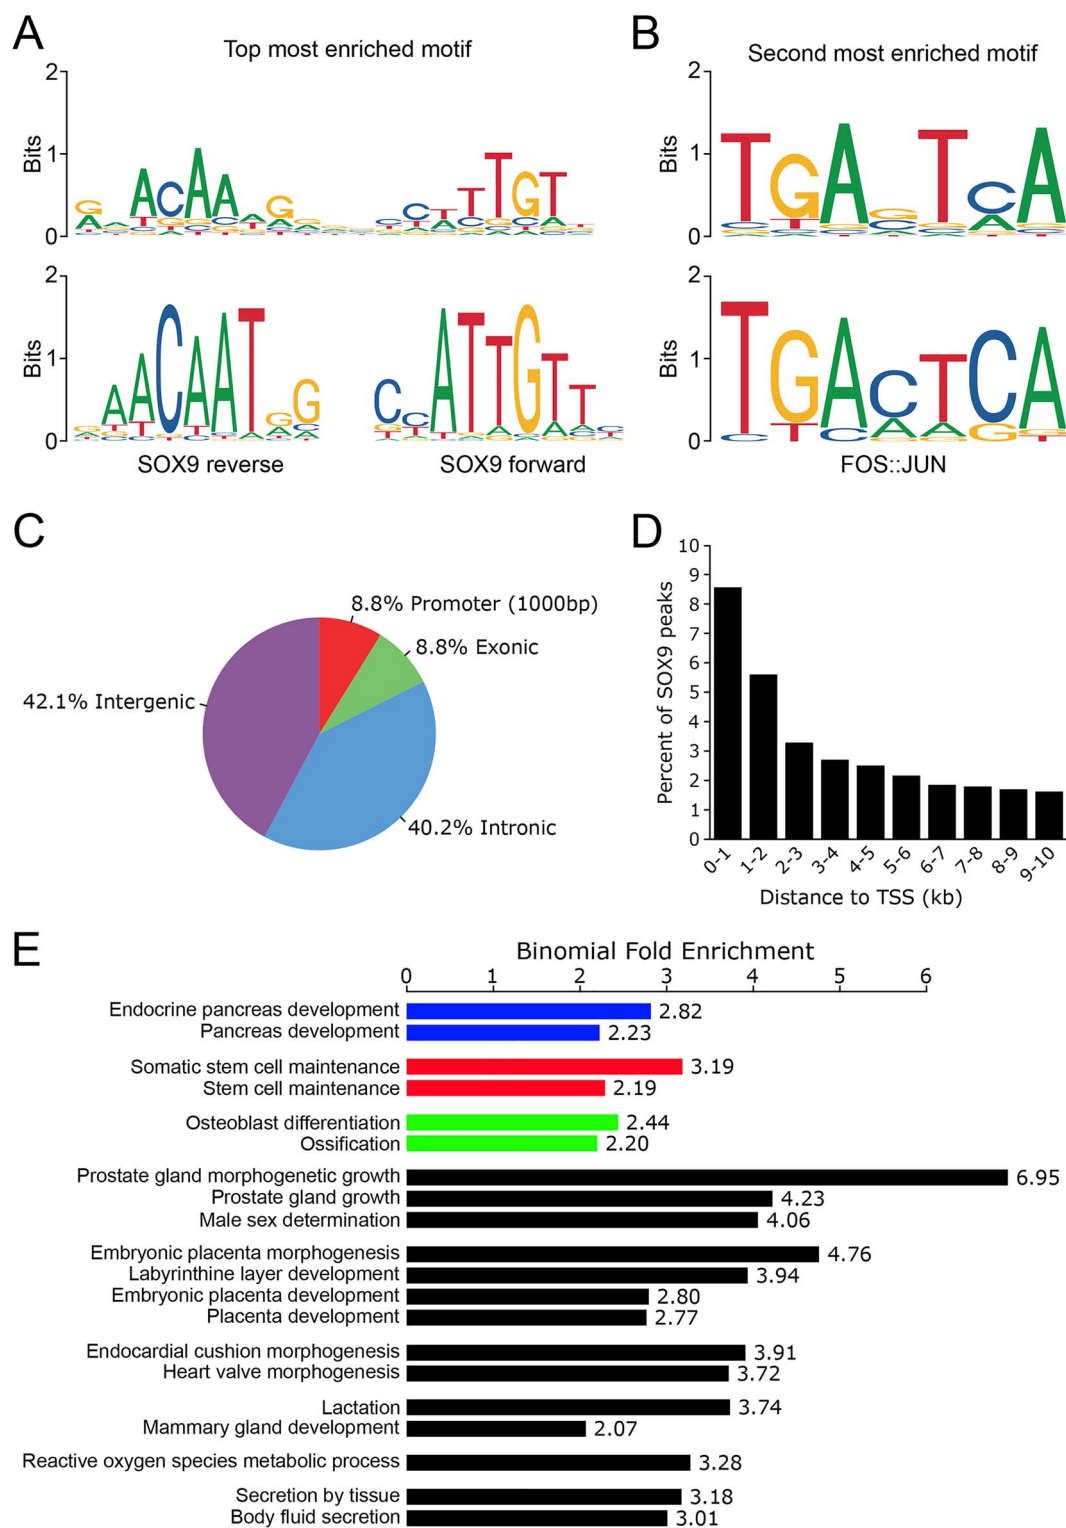 A
Top most enriched motif
B
Second most enriched motif
2
1
0
Bits
2
1
0
Bits
2
1
0
Bits
SOX9 reverse
SOX9 forward
2
1
0
Bits
FOS::JUN
C
8.8% Promoter (1000bp)
8.8% Exonic
42.1% Intergenic
40.2% Intronic
D
Percent of SOX9 peaks
10
9
8
7
6
5
4
3
2
1
0
0-1
1-2
2-3
3-4
4-5
5-6
6-7
7-8
8-9
9-10
Distance to TSS (kb)
E
Binomial Fold Enrichment
0 1 2 3 4 5 6
Endocrine pancreas development 2.82
Pancreas development 2.23
Somatic stem cell maintenance 3.19
Stem cell maintenance 2.19
Osteoblast differentiation 2.44
Ossification 2.20
Prostate gland morphogenetic growth 6.95
Prostate gland growth 4.23
Male sex determination 4.06
Embryonic placenta morphogenesis 4.76
Labyrinthine layer development 3.94
Embryonic placenta development 2.80
Placenta development 2.77
Endocardial cushion morphogenesis 3.91
Heart valve morphogenesis 3.72
Lactation 3.74
Mammary gland development 2.07
Reactive oxygen species metabolic process 3.28
Secretion by tissue 3.18
Body fluid secretion 3.01